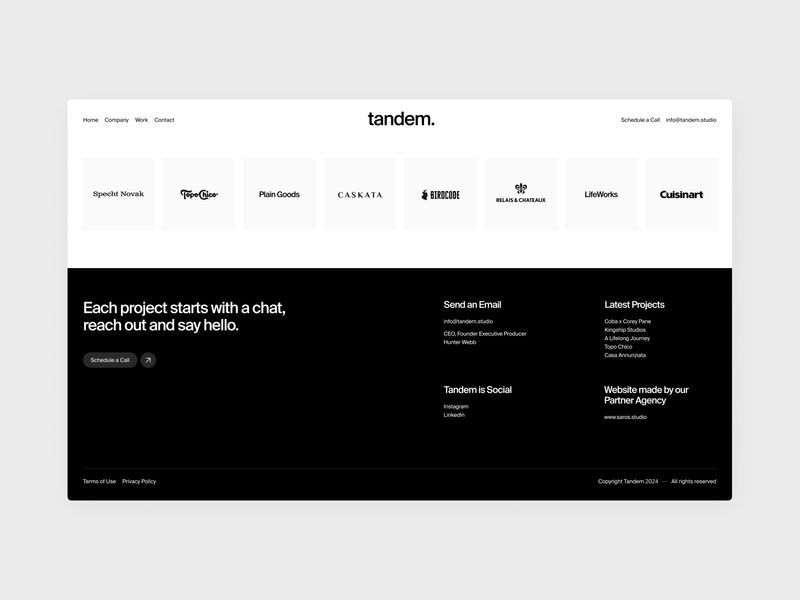 Home Company Work Contact
tandem.
Schedule a Call info@tandem.studio
Specht Novak
Topo Chico
Plain Goods
CASKATA
BIRDCODE
RELAIS & CHATEAUX
LifeWorks
Cuisinart
Each project starts with a chat,
reach out and say hello.
Schedule a Call
Send an Email
info@tandem.studio
CEO, Founder Executive Producer
Hunter Webb
Latest Projects
Coba x Corey Pane
Kingship Studios
A Lifelong Journey
Topo Chico
Casa Annunziata
Tandem is Social
Instagram
LinkedIn
Website made by our
Partner Agency
www.saros.studio
Terms of Use Privacy Policy
Copyright Tandem 2024 — All rights reserved